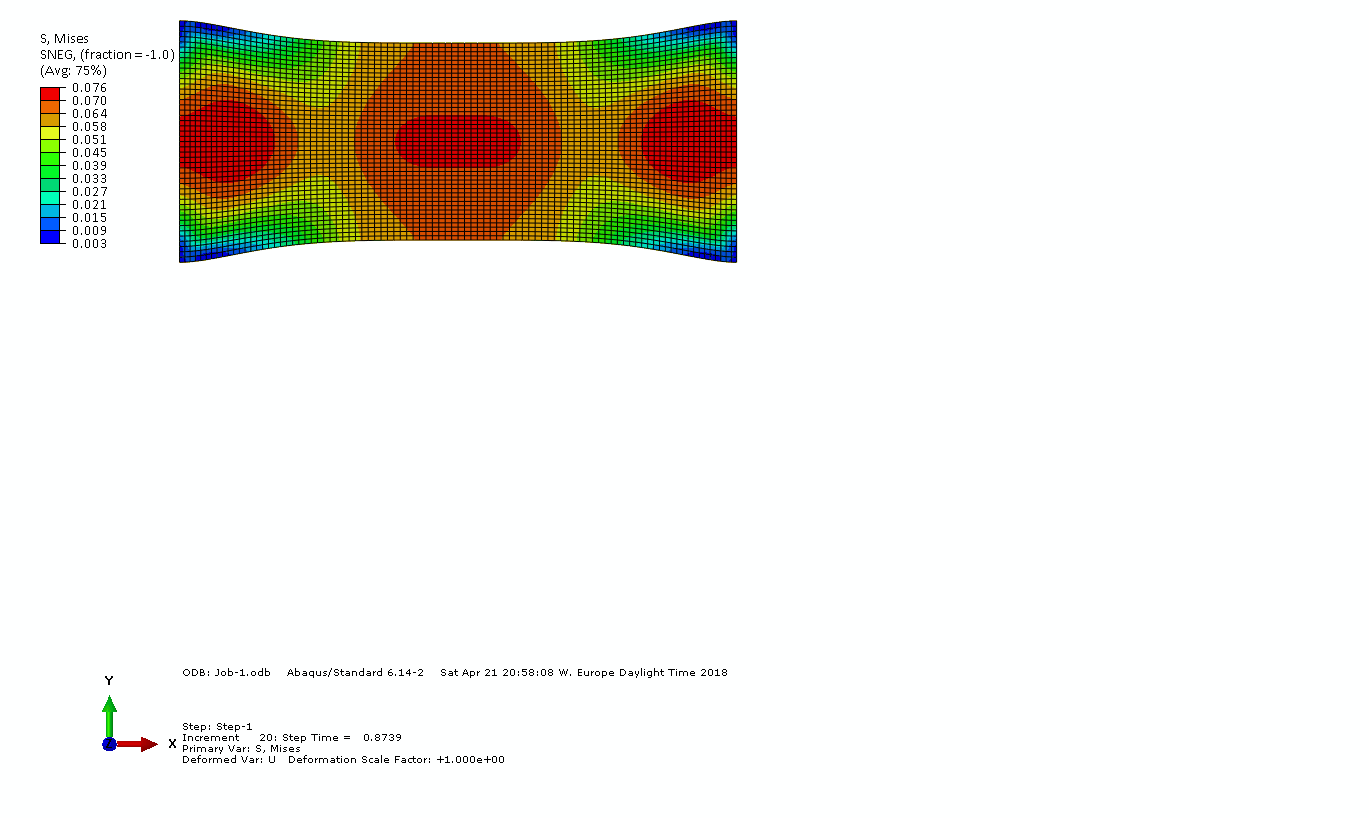 S, Mises
SNEG, (fraction = -1.0)
(Avg: 75%)
0.076
0.070
0.064
0.058
0.051
0.045
0.039
0.033
0.027
0.021
0.015
0.009
0.003
ODB: Job-1.odb    Abaqus/Standard 6.14-2    Sat Apr 21 20:58:08 W. Europe Daylight Time 2018
Y
X
Step: Step-1
Increment    20: Step Time =    0.8739
Primary Var: S, Mises
Deformed Var: U   Deformation Scale Factor: +1.000e+00